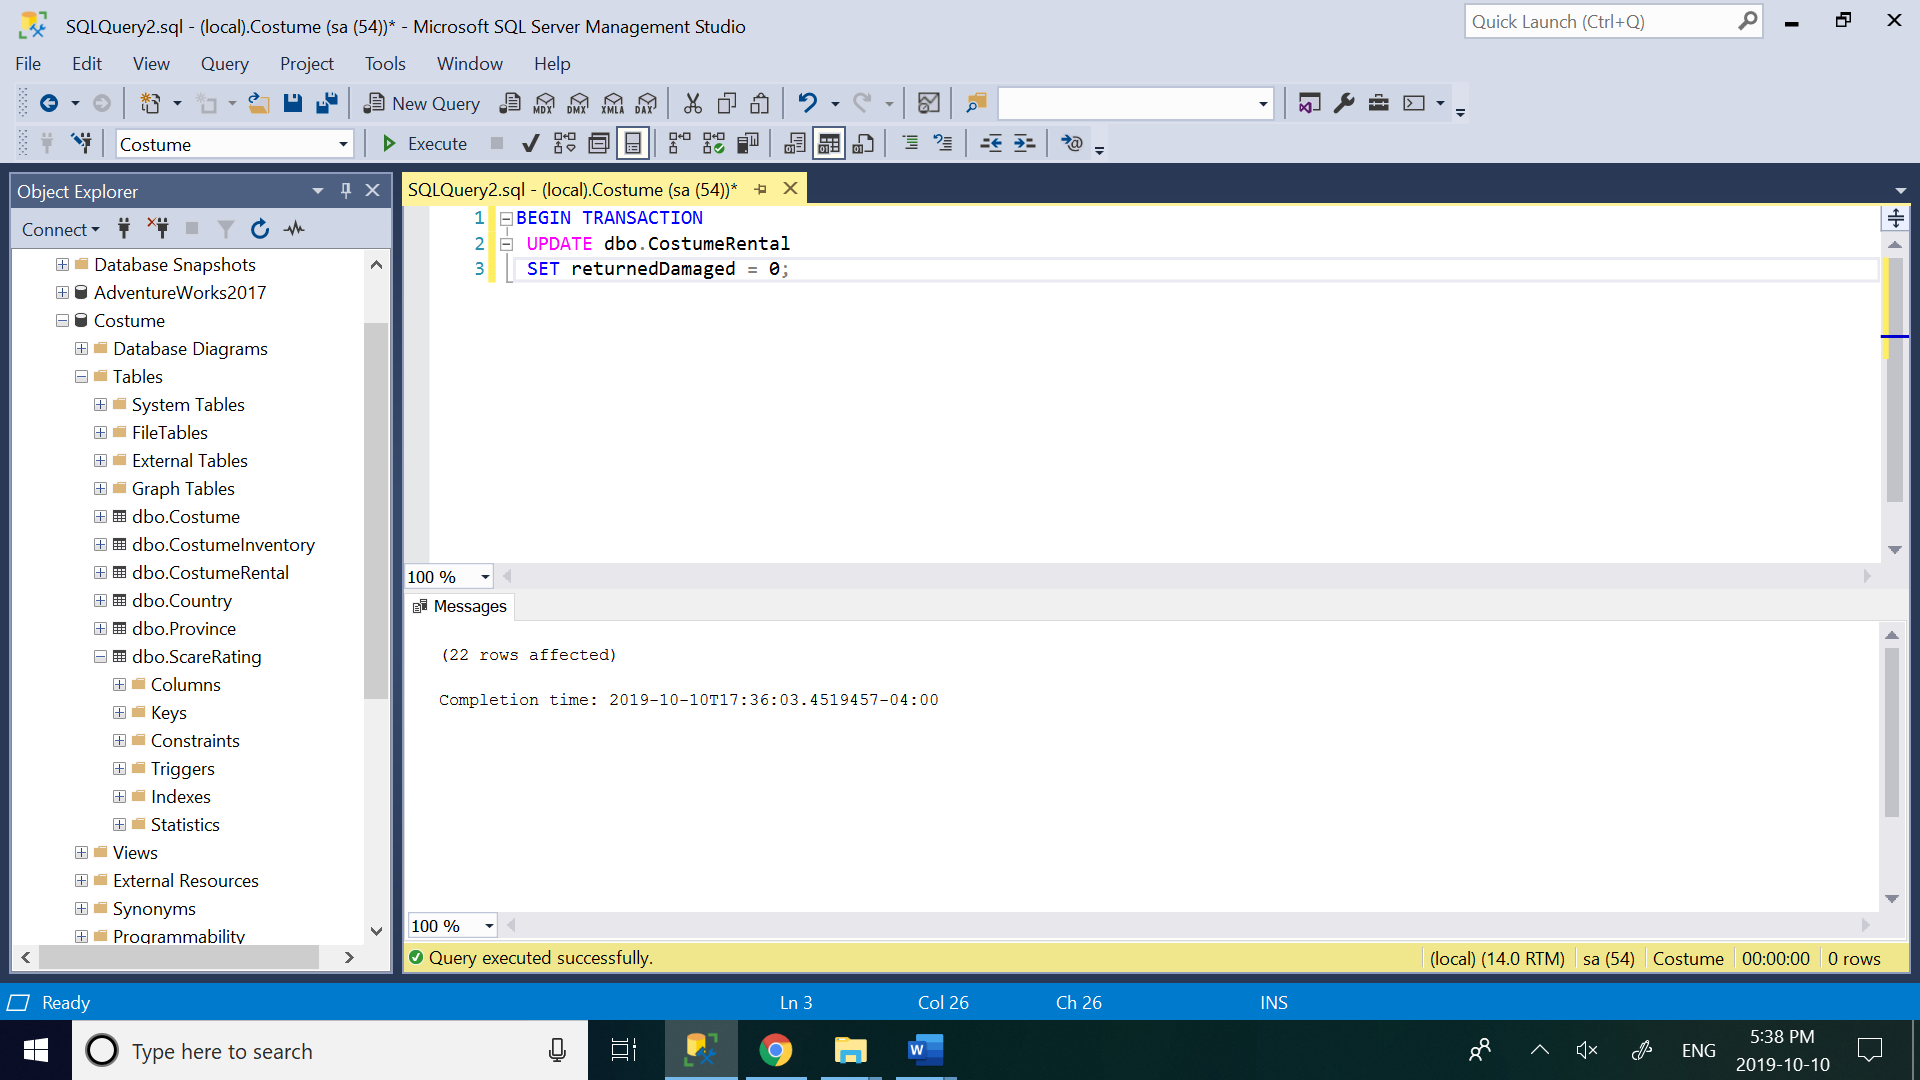 SQLQuery2.sql - (local).Costume (sa (54))* - Microsoft SQL Server Management Studio
Quick Launch (Ctrl+Q)
File Edit View Query Project Tools Window Help
New Query MDX DMX XMLA DAX
Costume Execute
Object Explorer
Connect
Database Snapshots
AdventureWorks2017
Costume
Database Diagrams
Tables
System Tables
FileTables
External Tables
Graph Tables
dbo.Costume
dbo.CostumeInventory
dbo.CostumeRental
dbo.Country
dbo.Province
dbo.ScareRating
Columns
Keys
Constraints
Triggers
Indexes
Statistics
Views
External Resources
Synonyms
Programmability
SQLQuery2.sql - (local).Costume (sa (54))*
1 BEGIN TRANSACTION
2 UPDATE dbo.CostumeRental
3 SET returnedDamaged = 0;
100 %
Messages
(22 rows affected)
Completion time: 2019-10-10T17:36:03.4519457-04:00
100 %
Query executed successfully. (local) (14.0 RTM) sa (54) Costume 00:00:00 0 rows
Ready Ln 3 Col 26 Ch 26 INS
Type here to search
W
ENG
5:38 PM
2019-10-10